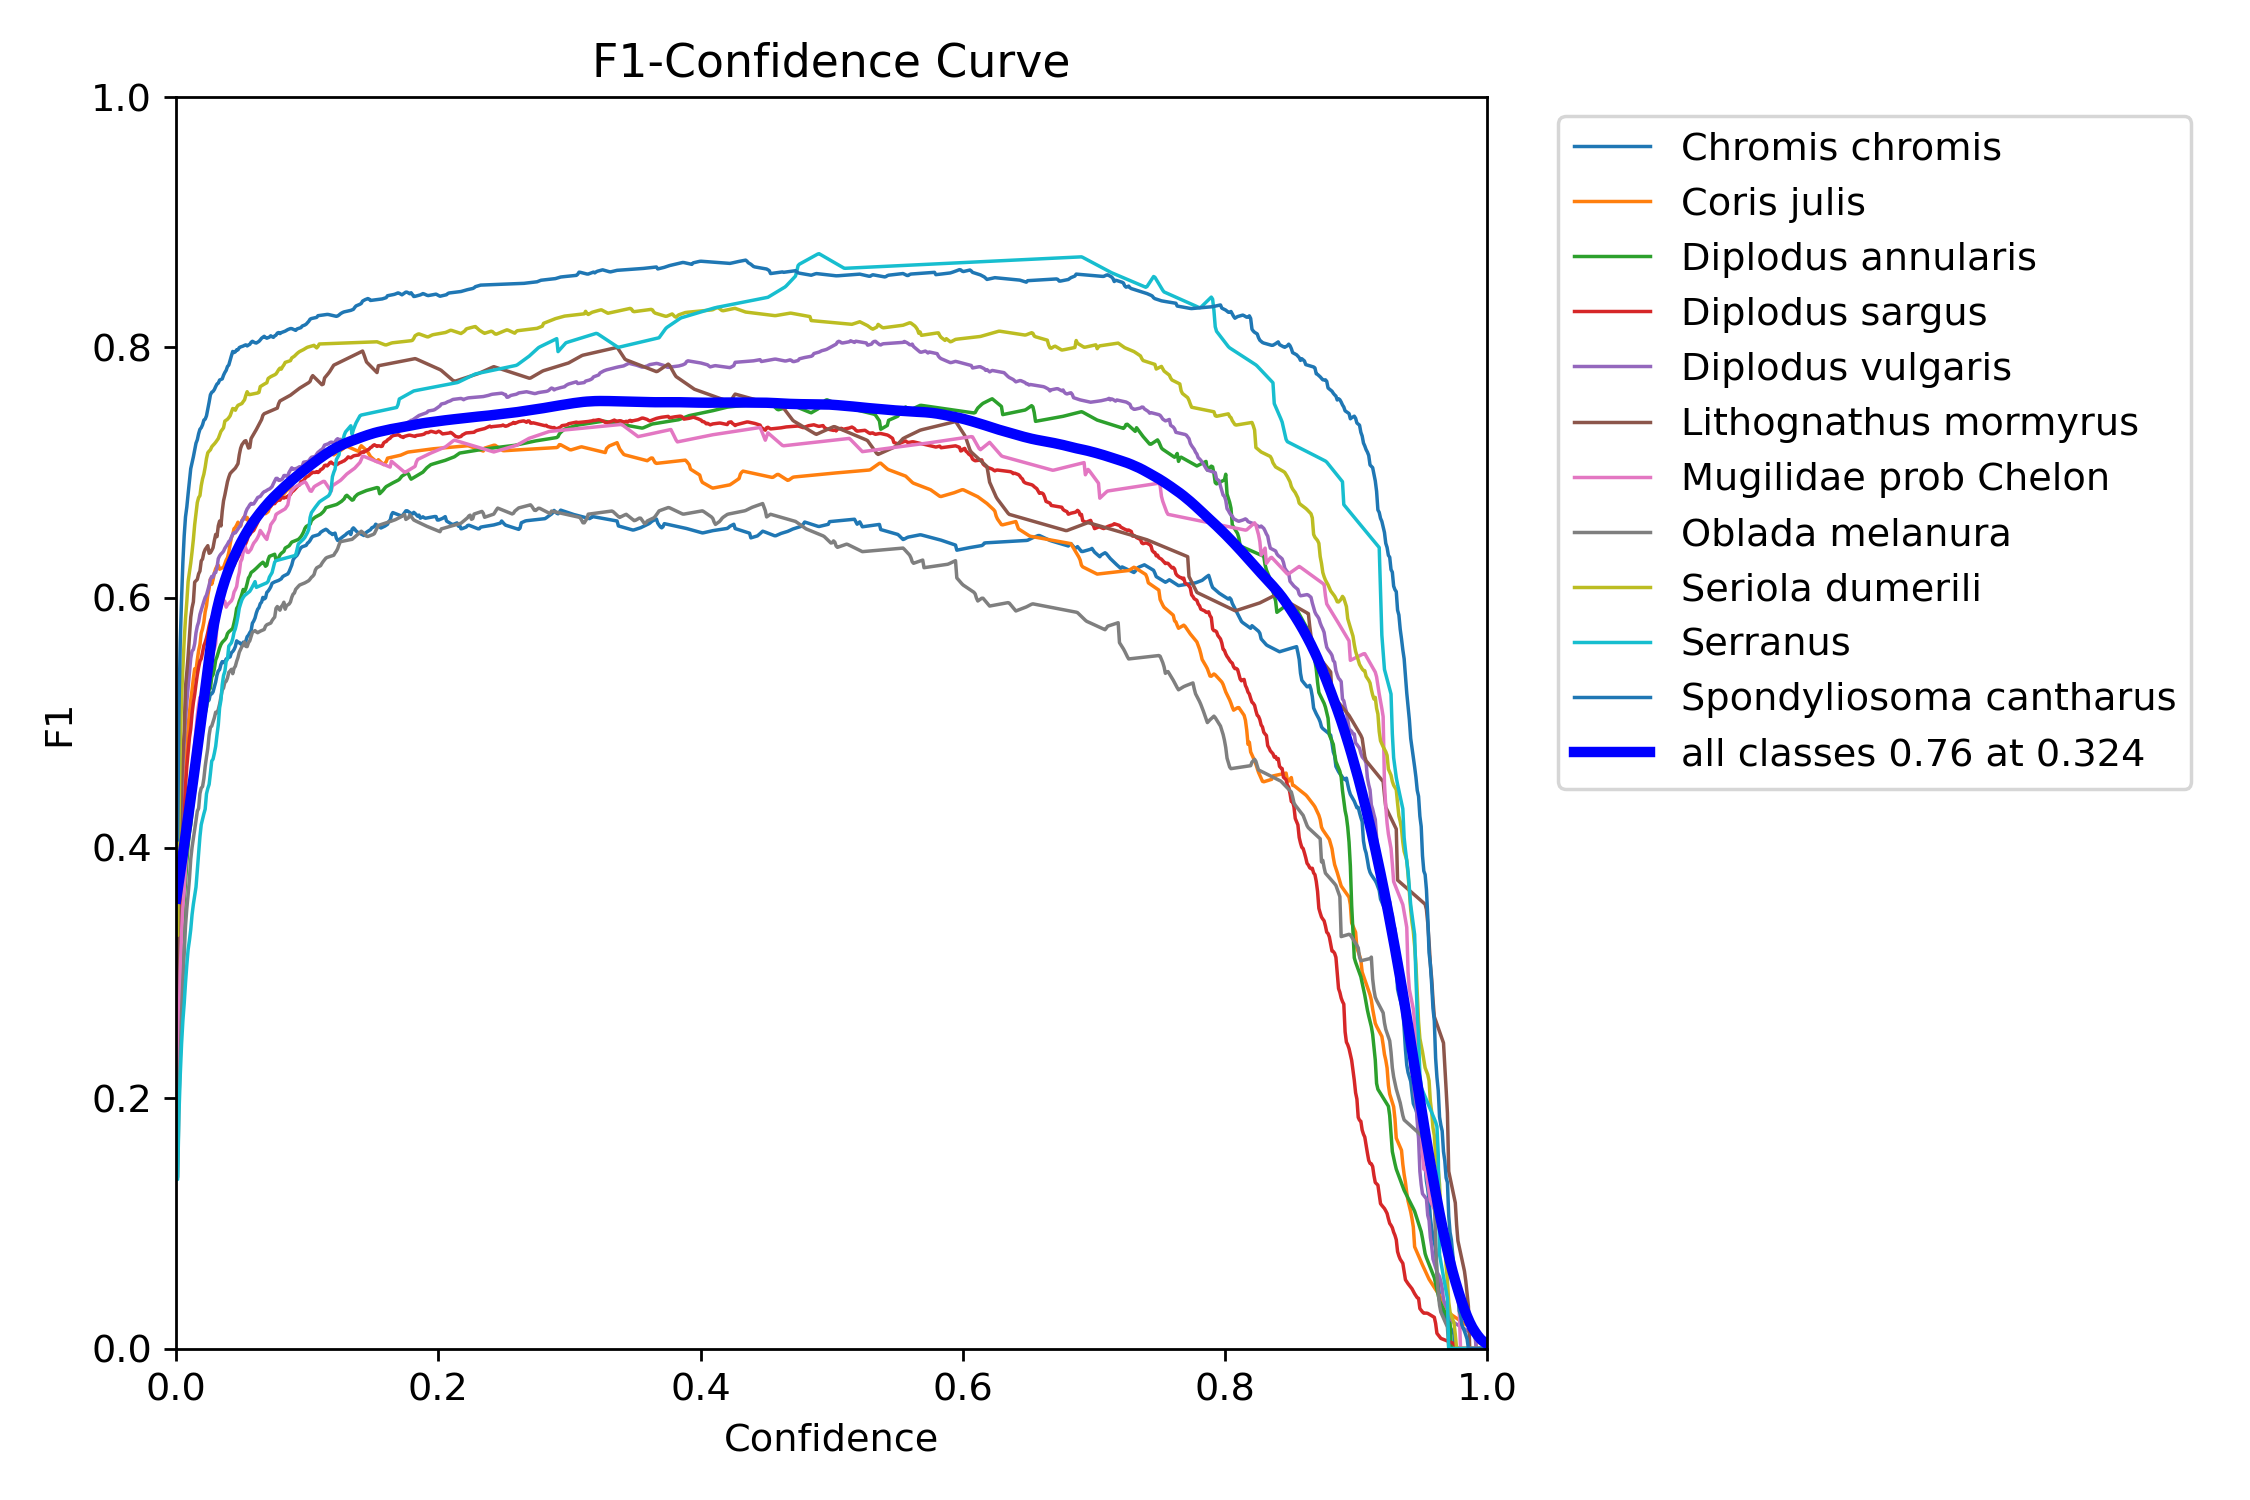 F1-Confidence Curve
1.0
0.8
0.6
0.4
0.2
0.0
F1
0.0 0.2 0.4 0.6 0.8 1.0
Confidence
Chromis chromis
Coris julis
Diplodus annularis
Diplodus sargus
Diplodus vulgaris
Lithognathus mormyrus
Mugilidae prob Chelon
Oblada melanura
Seriola dumerili
Serranus
Spondyliosoma cantharus
all classes 0.76 at 0.324